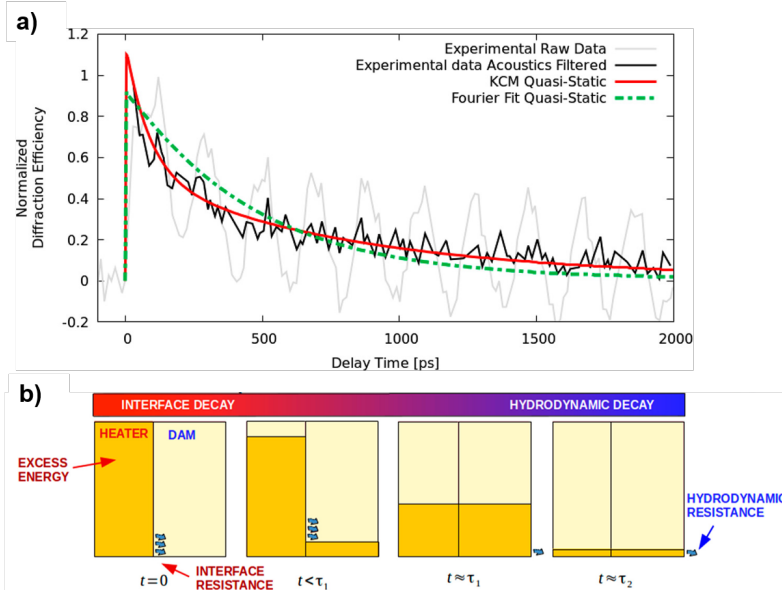 a)
1.2
1
0.8
0.6
0.4
0.2
0
-0.2
Normalized
Diffraction Efficiency
Experimental Raw Data
Experimental data Acoustics Filtered
KCM Quasi-Static
Fourier Fit Quasi-Static
0 500 1000 1500 2000
Delay Time [ps]
b)
INTERFACE DECAY HYDRODYNAMIC DECAY
HEATER DAM
EXCESS
ENERGY
HYDRODYNAMIC
RESISTANCE
INTERFACE
RESISTANCE
t=0 t<τ1 t≈τ1 t≈τ2